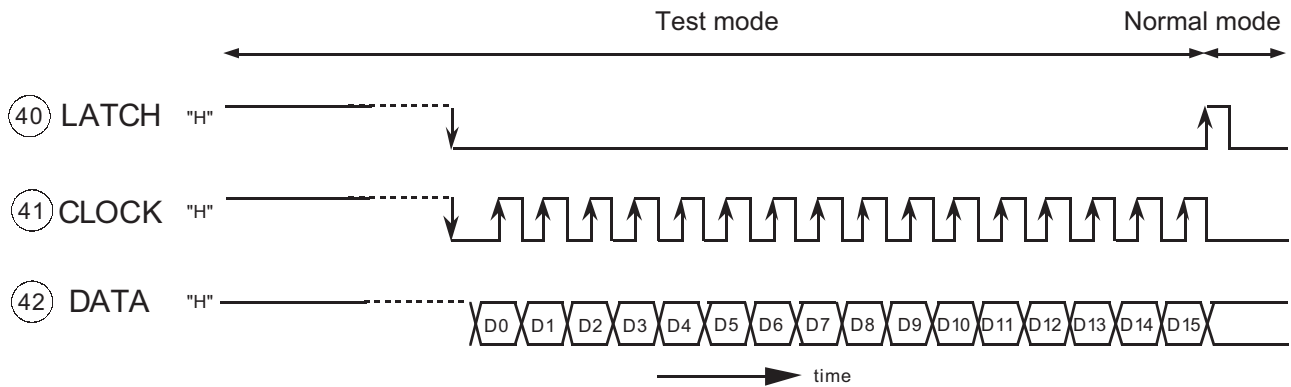 Test mode Normal mode
40 LATCH "H"
41 CLOCK "H"
42 DATA "H"
D0 D1 D2 D3 D4 D5 D6 D7 D8 D9 D10 D11 D12 D13 D14 D15
time